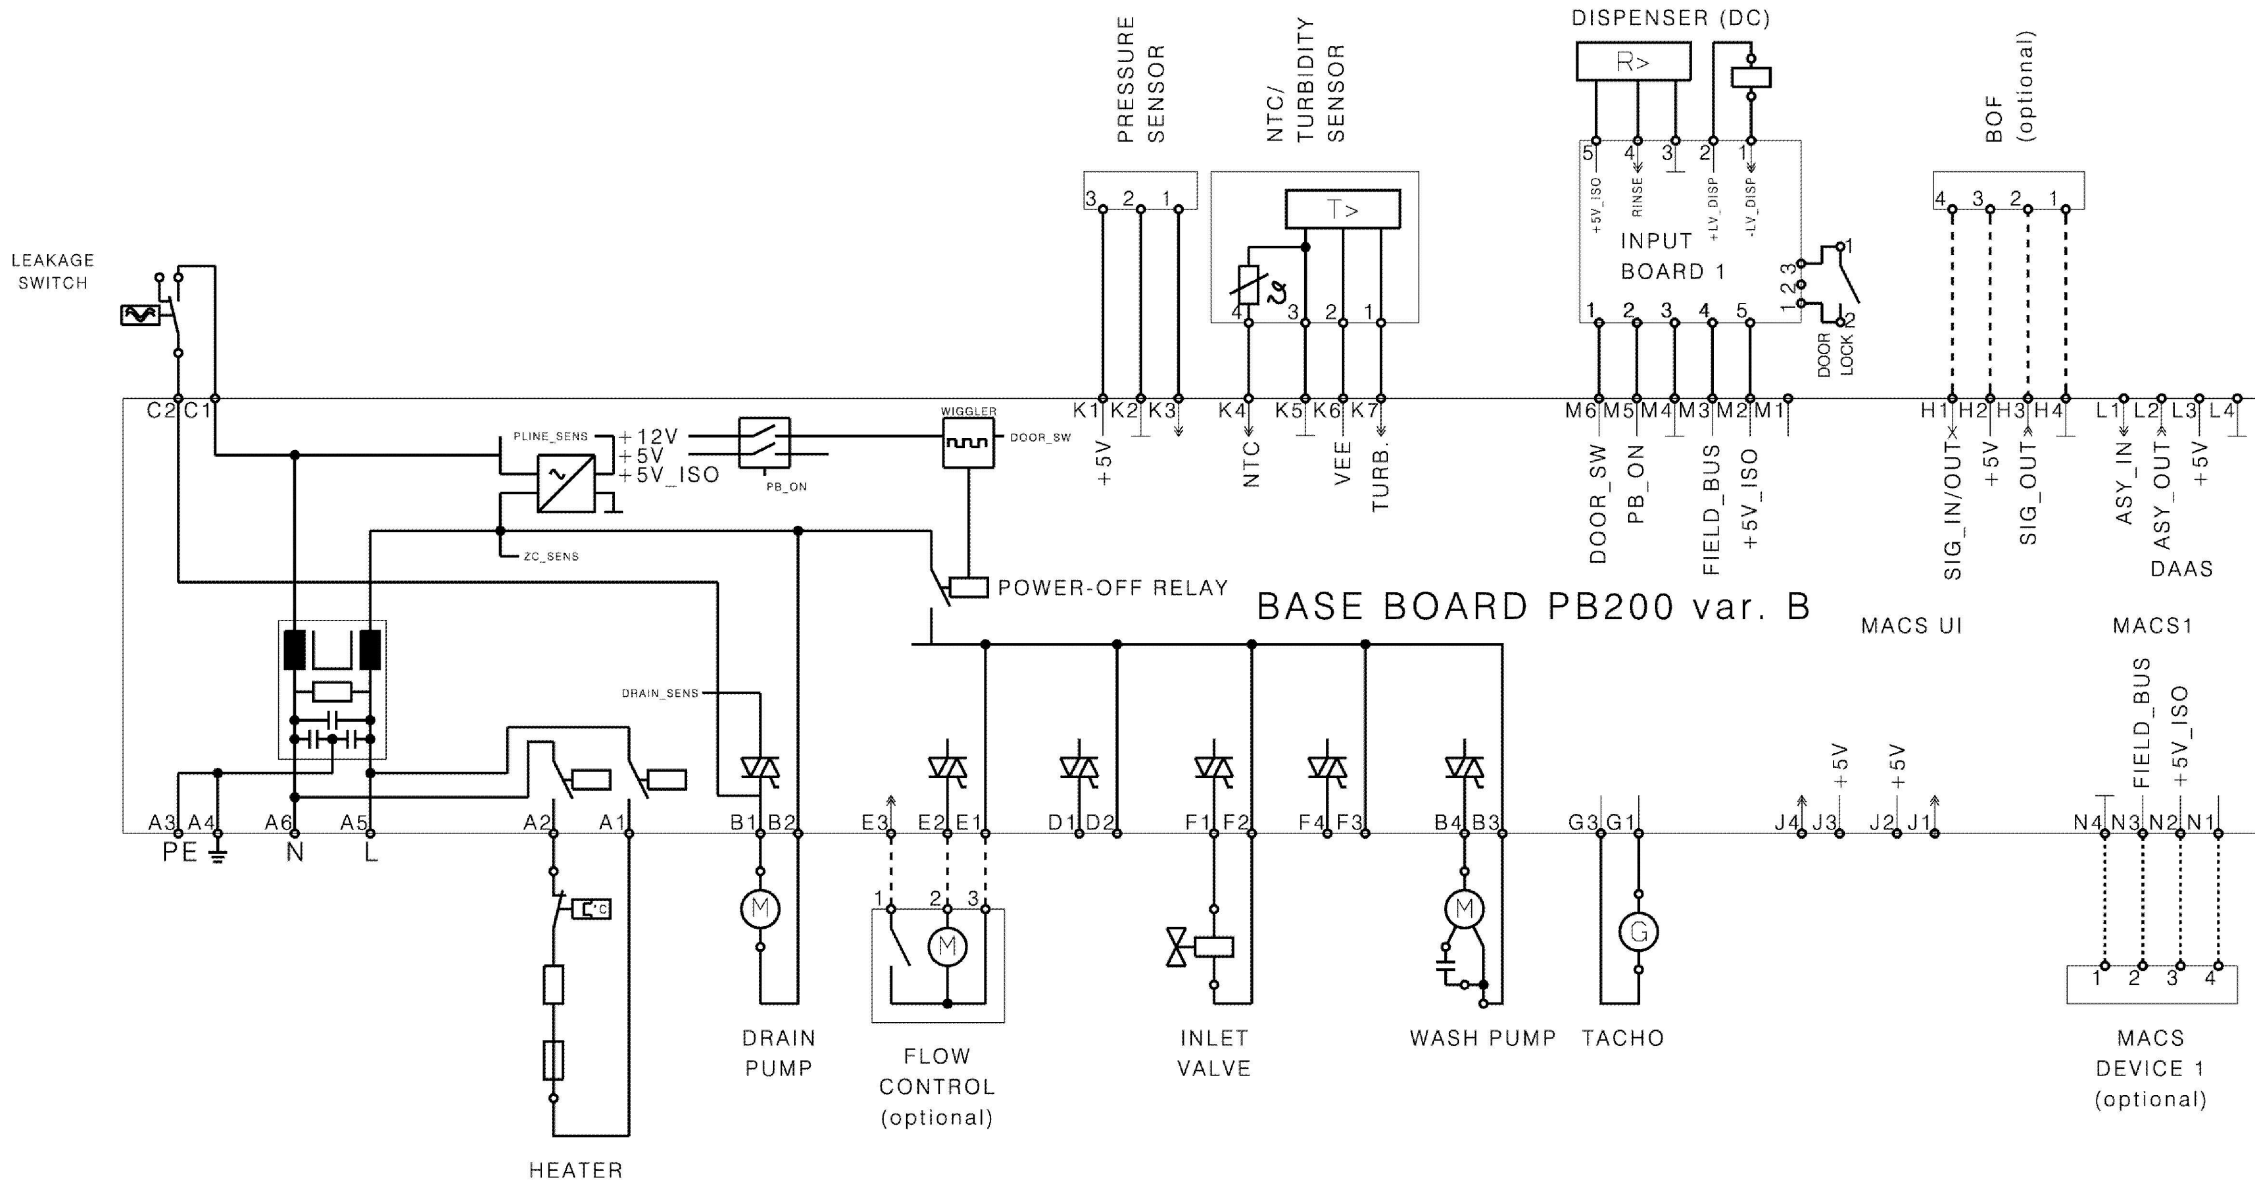 DISPENSER (DC)
PRESSURE
SENSOR
NTC/
TURBIDITY
SENSOR
BOF
(optional)
R>
5 4 3 2 1
+5V_ISO
RINSE
+LV_DISP
-LV_DISP
3 2 1
T>
4 3 2 1
INPUT
BOARD 1
4 3 2 1
LEAKAGE
SWITCH
3 2 1
1
2
DOOR
LOCK
1 2 3 4 5
C2 C1
K1 K2 K3
K4 K5 K6 K7
M6 M5 M4 M3 M2 M1
H1 H2 H3 H4
L1 L2 L3 L4
WIGGLER
PLINE_SENS
+12V
+5V
+5V_ISO
PB_ON
DOOR_SW
+5V
NTC
VEE
TURB.
DOOR_SW
PB_ON
FIELD_BUS
+5V_ISO
SIG_IN/OUT
+5V
SIG_OUT
ASY_IN
ASY_OUT
+5V
ZC_SENS
DAAS
POWER-OFF RELAY
BASE BOARD PB200 var. B
MACS UI
MACS1
DRAIN_SENS
+5V
+5V
FIELD_BUS
+5V_ISO
A3 A4 A6 A5 A2 A1 B1 B2 E3 E2 E1 D1 D2 F1 F2 F4 F3 B4 B3 G3 G1 J4 J3 J2 J1 N4 N3 N2 N1
PE N L
°C
M
1 2 3
M
M
G
1 2 3 4
DRAIN
PUMP
FLOW
CONTROL
(optional)
INLET
VALVE
WASH PUMP
TACHO
MACS
DEVICE 1
(optional)
HEATER